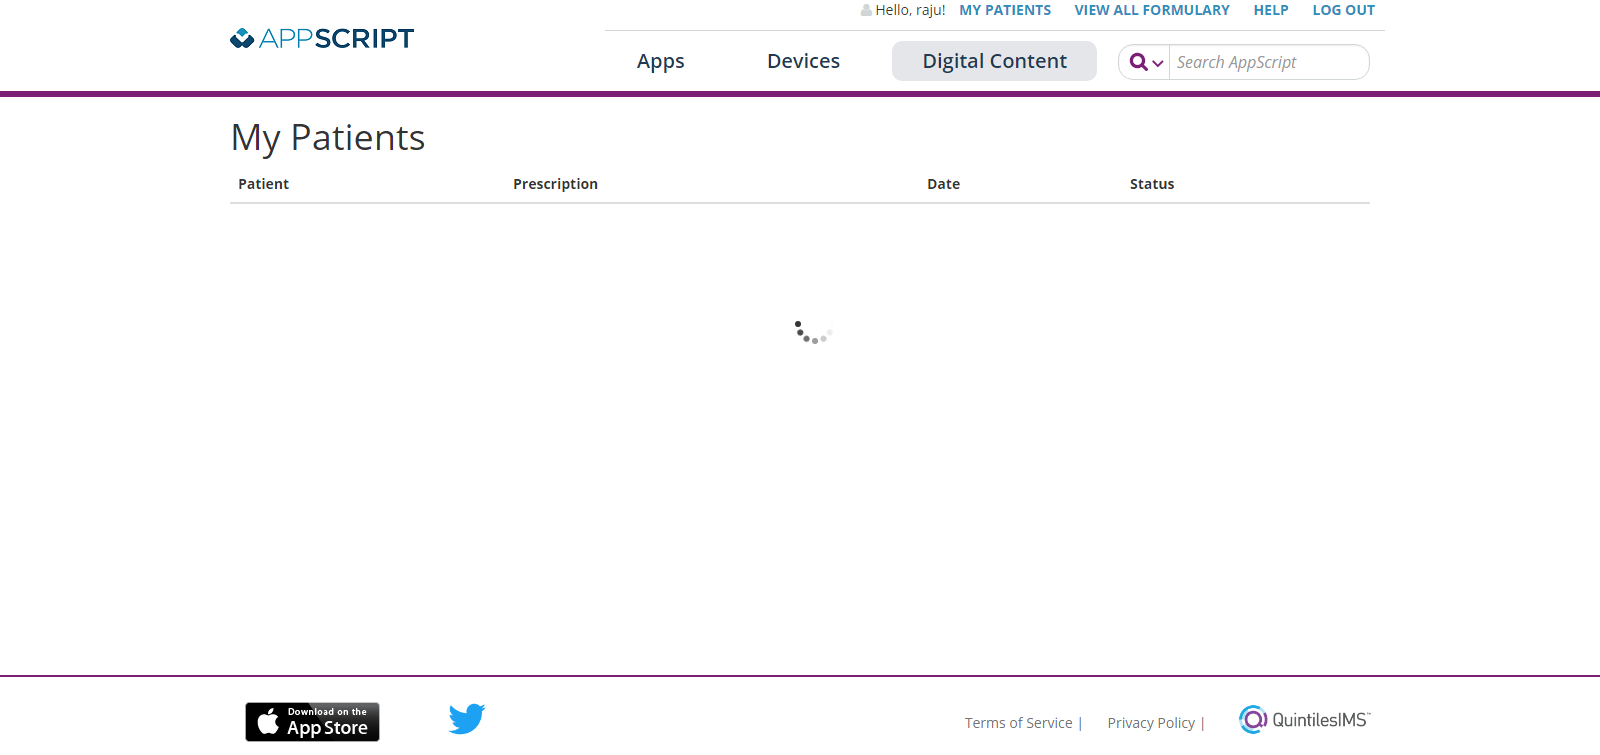 Hello, raju! MY PATIENTS VIEW ALL FORMULARY HELP LOG OUT
APPSCRIPT
Apps Devices Digital Content Search AppScript
My Patients
Patient Prescription Date Status
Download on the
App Store
Terms of Service | Privacy Policy | QuintilesIMS™